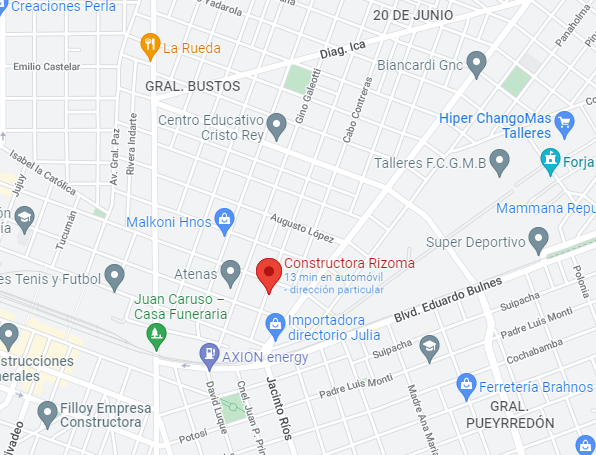 Creaciones Perla
Yadarola
20 DE JUNIO
La Rueda
Diag. Ica
Panaholma
Emilio Castelar
Biancardi Gnc
GRAL. BUSTOS
Gino Galeotti
Cabo Contreras
Centro Educativo
Cristo Rey
Hiper ChangoMas
Talleres
Av. Gral. Paz
Rivera Indarte
Isabel la Católica
Talleres F.C.G.M.B
Forja
Jujuy
Tucumán
Mammana Repu
Malkoni Hnos
Augusto López
Super Deportivo
Constructora Rizoma
13 min en automóvil
- dirección particular
Atenas
es Tenis y Futbol
Polonia
Juan Caruso –
Casa Funeraria
Blvd. Eduardo Bulnes
Suipacha
Importadora
directorio Julia
Padre Luis Monti
Cochabamba
AXION energy
Suipacha
onstrucciones
nerales
Padre Luis Monti
David Luque
Cnel. Juan P. Prin
Jacinto Ríos
Madre Ana María
Ferretería Brahnos
Filloy Empresa
Constructora
GRAL.
PUEYRREDÓN
Potosí
ivadeo